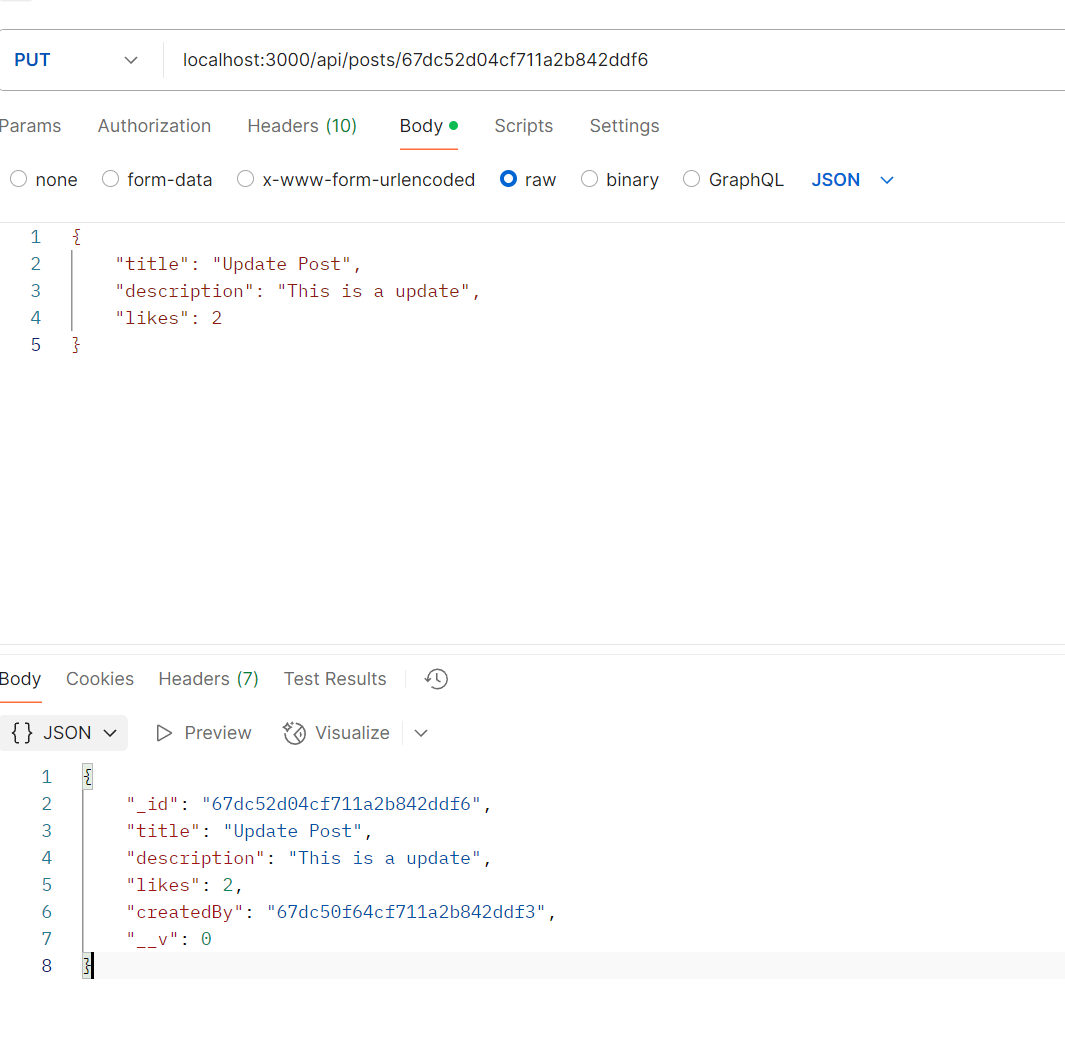 PUT localhost:3000/api/posts/67dc52d04cf711a2b842ddf6
Params Authorization Headers (10) Body Scripts Settings
none form-data x-www-form-urlencoded raw binary GraphQL JSON
1 {
2 "title": "Update Post",
3 "description": "This is a update",
4 "likes": 2
5 }
Body Cookies Headers (7) Test Results
{} JSON Preview Visualize
1 {
2 "_id": "67dc52d04cf711a2b842ddf6",
3 "title": "Update Post",
4 "description": "This is a update",
5 "likes": 2,
6 "createdBy": "67dc50f64cf711a2b842ddf3",
7 "__v": 0
8 }